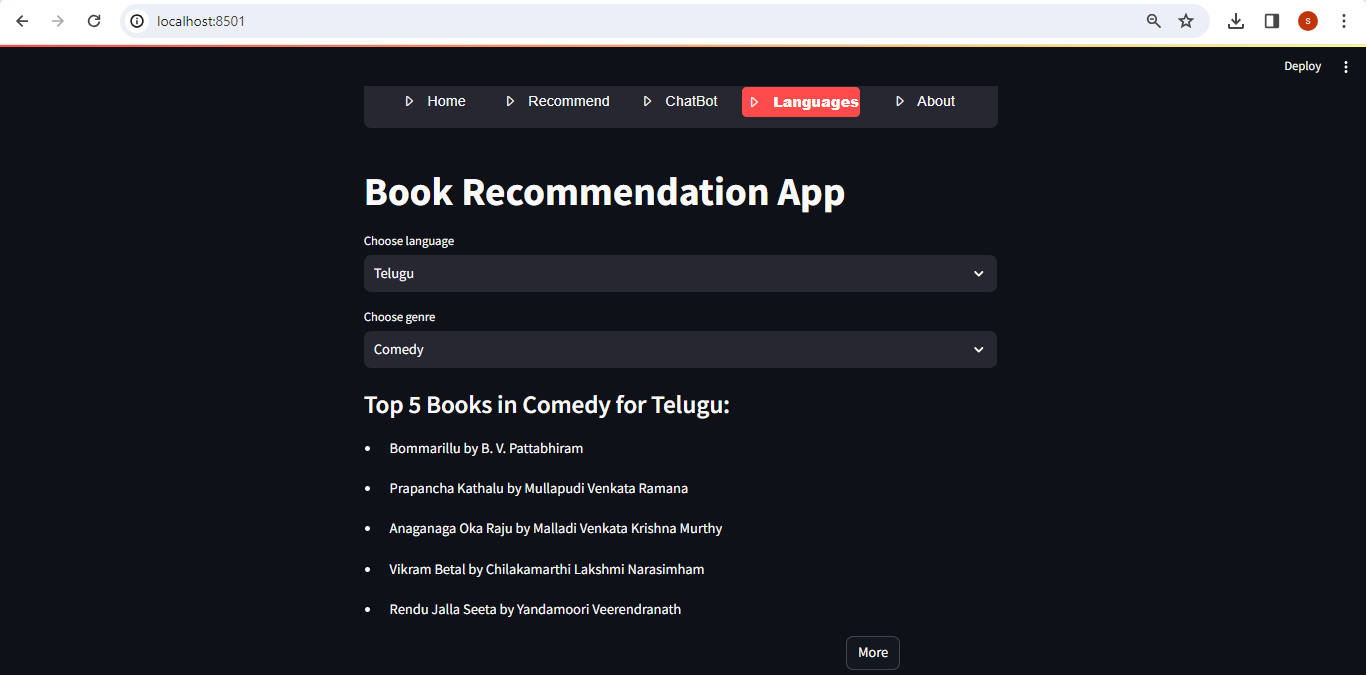 localhost:8501
S
Deploy
Home Recommend ChatBot Languages About
Book Recommendation App
Choose language
Telugu
Choose genre
Comedy
Top 5 Books in Comedy for Telugu:
• Bommarillu by B. V. Pattabhiram
• Prapancha Kathalu by Mullapudi Venkata Ramana
• Anaganaga Oka Raju by Malladi Venkata Krishna Murthy
• Vikram Betal by Chilakamarthi Lakshmi Narasimham
• Rendu Jalla Seeta by Yandamoori Veerendranath
More